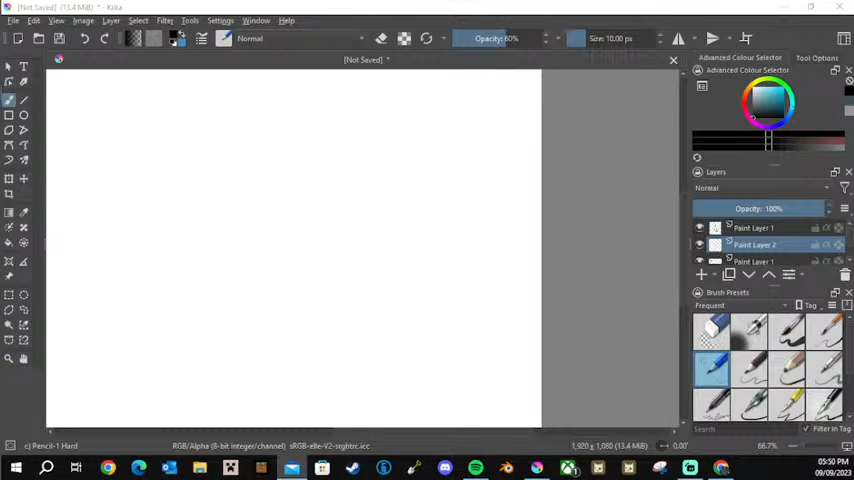 [Not Saved] (13.4 MiB) * - Krita
File Edit View Image Layer Select Filter Tools Settings Window Help
Normal Opacity: 60% Size: 10.00 px
[Not Saved] *
Advanced Colour Selector Tool Options
Advanced Colour Selector
Layers
Normal
Opacity: 100%
Paint Layer 1
Paint Layer 2
Paint Layer 1
Brush Presets
Frequent Tag
Search Filter in Tag
c) Pencil-1 Hard RGB/Alpha (8-bit integer/channel) sRGB-elle-V2-srgbtrc.icc 1,920 x 1,080 (13.4 MiB) 0.00° 66.7%
05:50 PM
09/09/2023